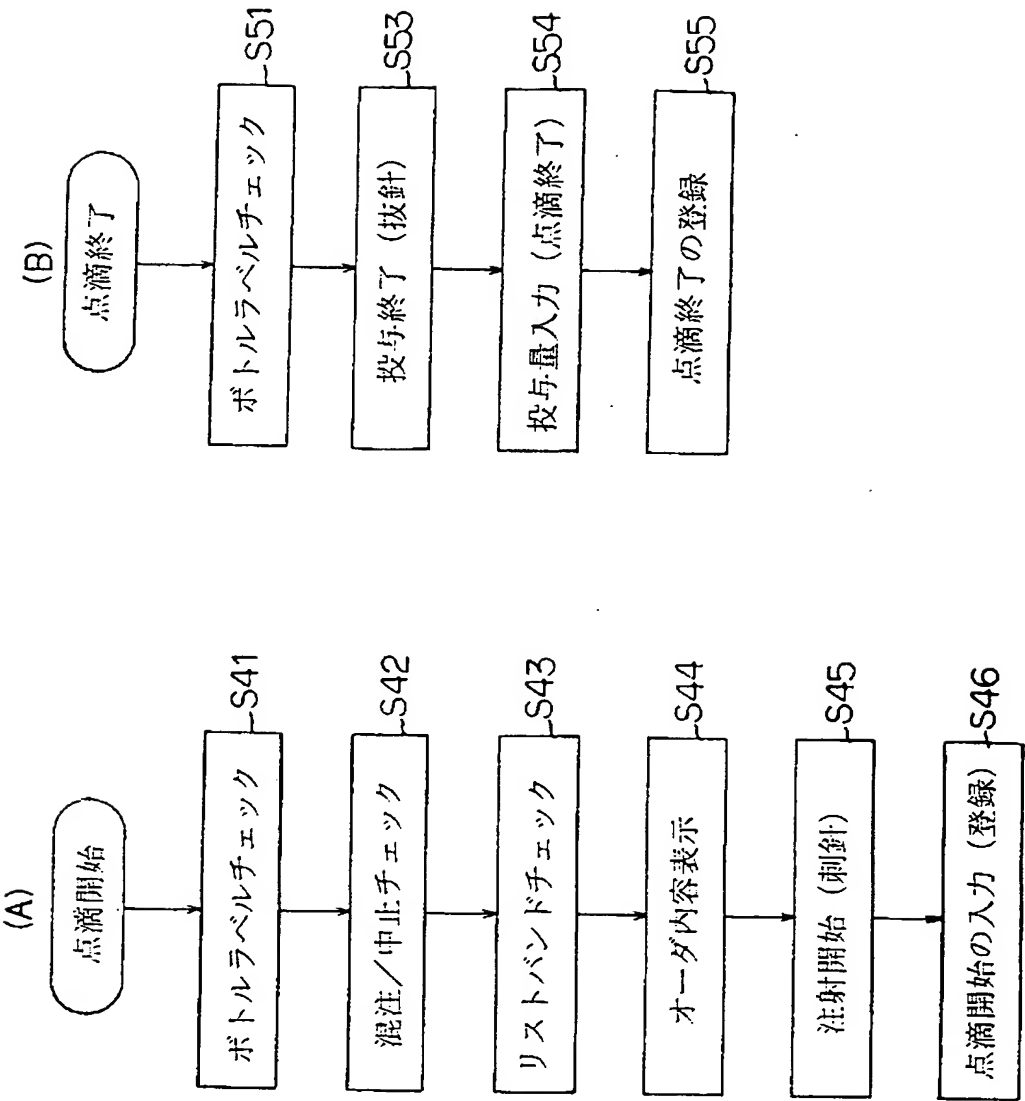 (A)
点滴開始
ボトルラベルチェック
S41
混注／中止チェック
S42
リストバンドチェック
S43
オーダ内容表示
S44
注射開始（刺針）
S45
点滴開始の入力（登録）
S46
(B)
点滴終了
ボトルラベルチェック
S51
投与終了（抜針）
S53
投与量入力（点滴終了）
S54
点滴終了の登録
S55